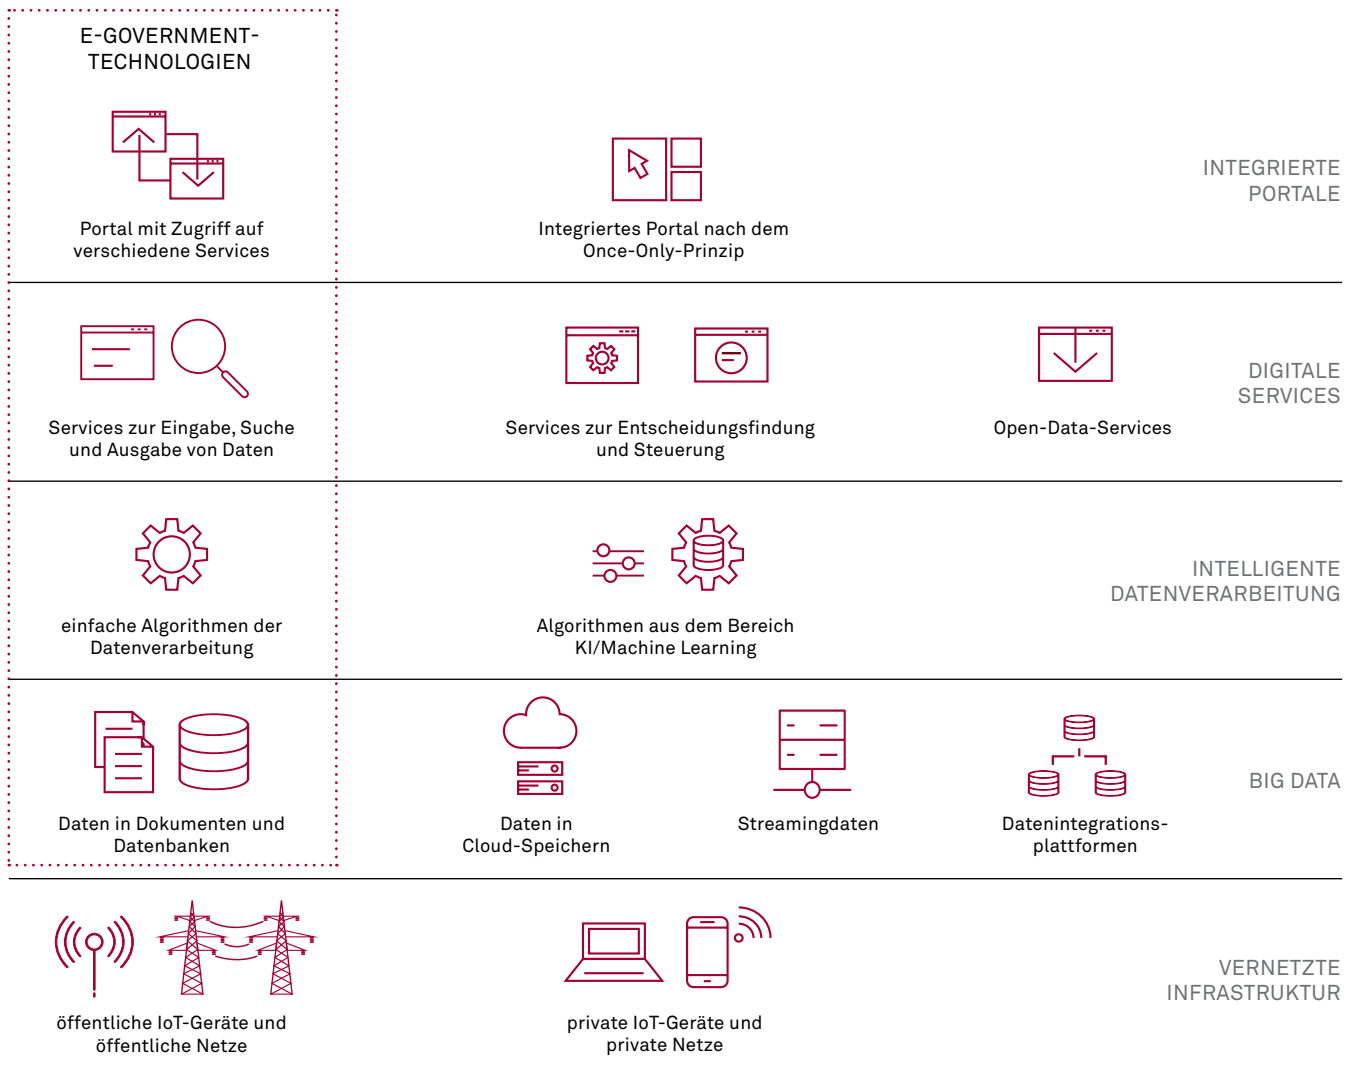 E-GOVERNMENT-
TECHNOLOGIEN
Portal mit Zugriff auf
verschiedene Services
Integriertes Portal nach dem
Once-Only-Prinzip
INTEGRIERTE
PORTALE
Services zur Eingabe, Suche
und Ausgabe von Daten
Services zur Entscheidungsfindung
und Steuerung
Open-Data-Services
DIGITALE
SERVICES
einfache Algorithmen der
Datenverarbeitung
Algorithmen aus dem Bereich
KI/Machine Learning
INTELLIGENTE
DATENVERARBEITUNG
Daten in Dokumenten und
Datenbanken
Daten in
Cloud-Speichern
Streamingdaten
Datenintegrations-
plattformen
BIG DATA
öffentliche IoT-Geräte und
öffentliche Netze
private IoT-Geräte und
private Netze
VERNETZTE
INFRASTRUKTUR